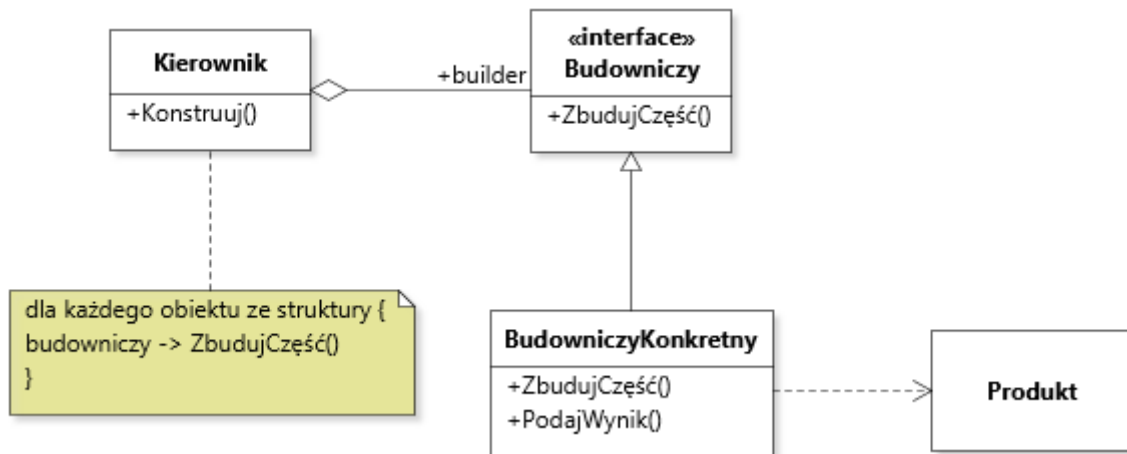 Kierownik
+Konstruuj()
+builder
«interface»
Budowniczy
+ZbudujCzęść()
dla każdego obiektu ze struktury {
budowniczy -> ZbudujCzęść()
}
BudowniczyKonkretny
+ZbudujCzęść()
+PodajWynik()
Produkt